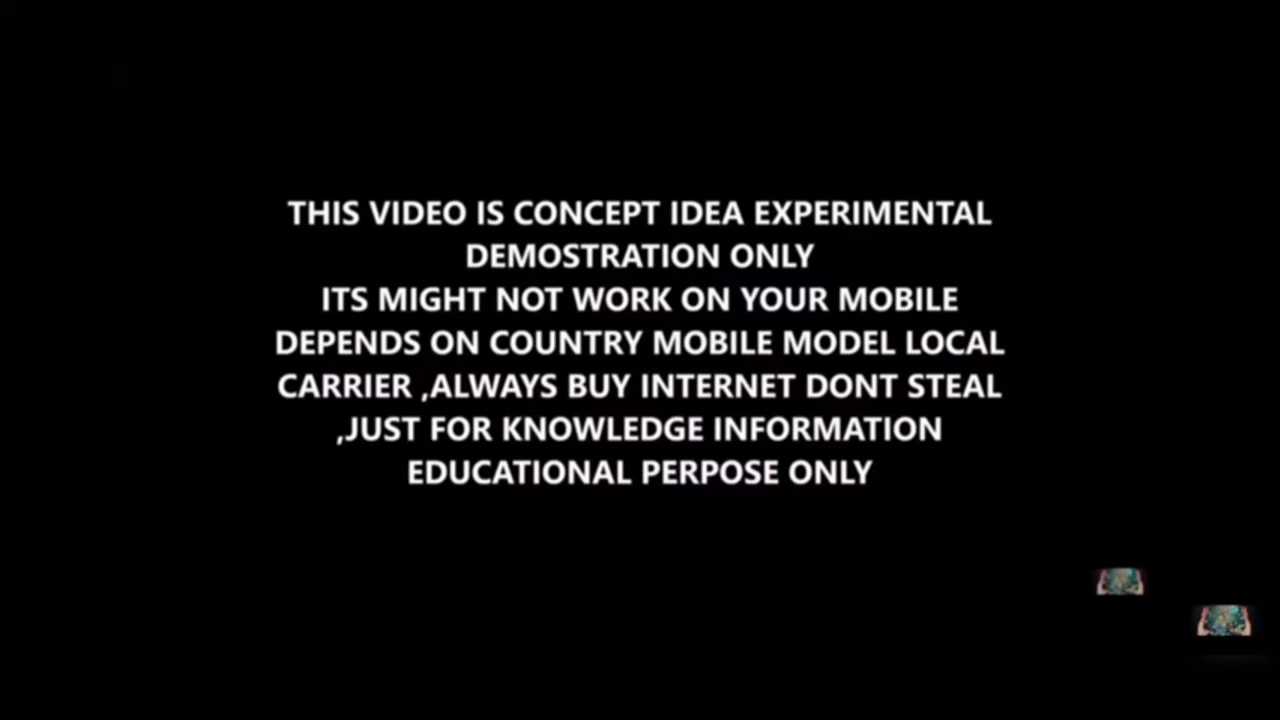 THIS VIDEO IS CONCEPT IDEA EXPERIMENTAL
DEMOSTRATION ONLY
ITS MIGHT NOT WORK ON YOUR MOBILE
DEPENDS ON COUNTRY MOBILE MODEL LOCAL
CARRIER ,ALWAYS BUY INTERNET DONT STEAL
,JUST FOR KNOWLEDGE INFORMATION
EDUCATIONAL PERPOSE ONLY